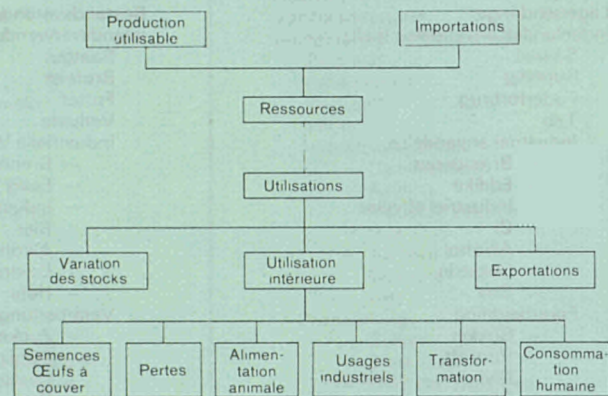 Production
utilisable
Importations
Ressources
Utilisations
Variation
des stocks
Utilisation
intérieure
Exportations
Semences
Œufs à
couver
Pertes
Alimen-
tation
animale
Usages
industriels
Transfor-
mation
Consomma-
tion
humaine